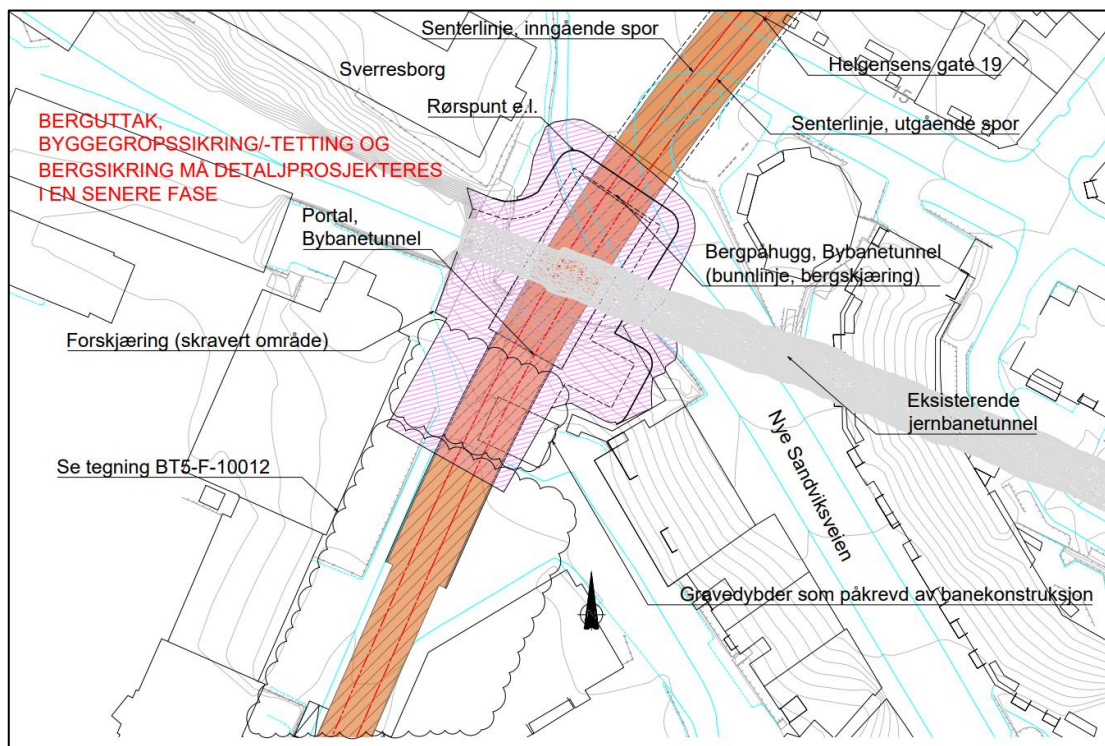 Senterlinje, inngående spor
Sverresborg
Helgensens gate 19
15
Rørspunt e.l.
BERGUTTAK,
BYGGEGROPSSIKRING/-TETTING OG
BERGSIKRING MÅ DETALJPROSJEKTERES
I EN SENERE FASE
Senterlinje, utgående spor
Portal,
Bybanetunnel
Bergpåhugg, Bybanetunnel
(bunnlinje, bergskjæring)
Forskjæring (skravert område)
Eksisterende
jernbanetunnel
Nye Sandviksveien
Se tegning BT5-F-10012
Gravedybder som påkrevd av banekonstruksjon